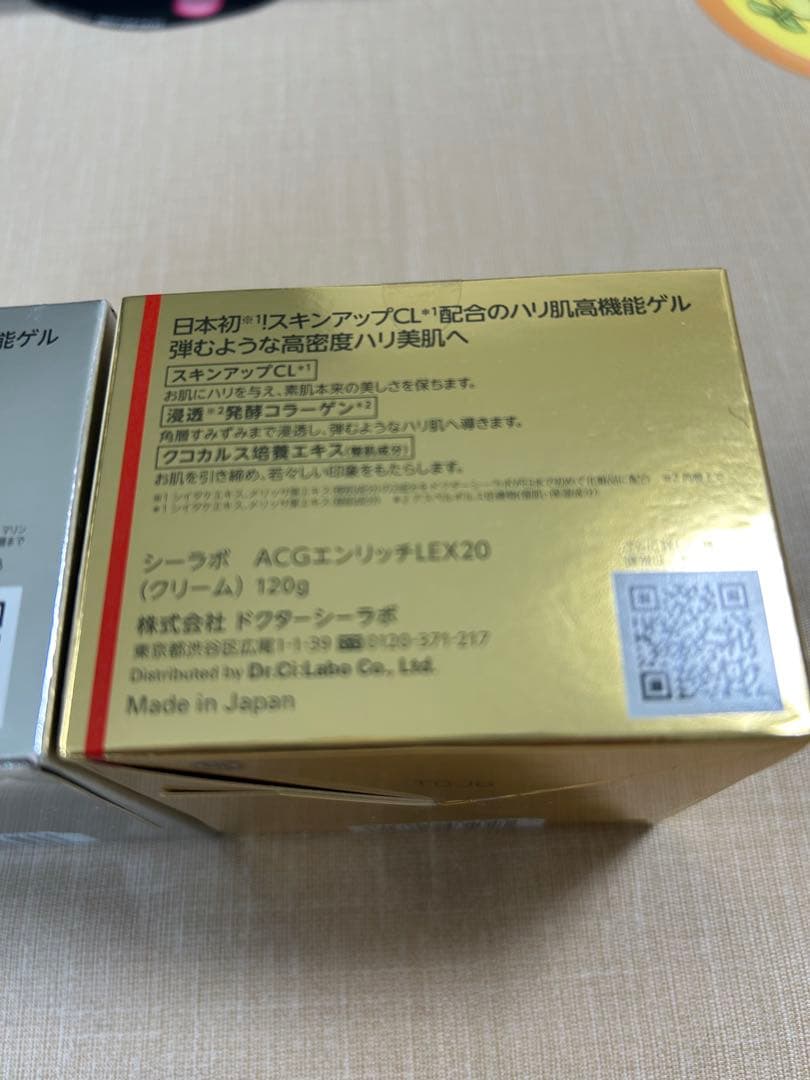 能ゲル
マリン
日本初※1!スキンアップCL*1配合のハリ肌高機能ゲル
弾むような高密度ハリ美肌へ
スキンアップCL*1
お肌にハリを与え、素肌本来の美しさを保ちます。
浸透※2発酵コラーゲン*2
角層すみずみまで浸透し、弾むようなハリ肌へ導きます。
クコカルス培養エキス(整肌成分)
お肌を引き締め、若々しい印象をもたらします。
シーラボ ACGエンリッチLEX20
(クリーム) 120g
株式会社 ドクターシーラボ
東京都渋谷区広尾1-1-39 0120-371-217
Distributed by Dr.Ci:Labo Co., Ltd.
Made in Japan